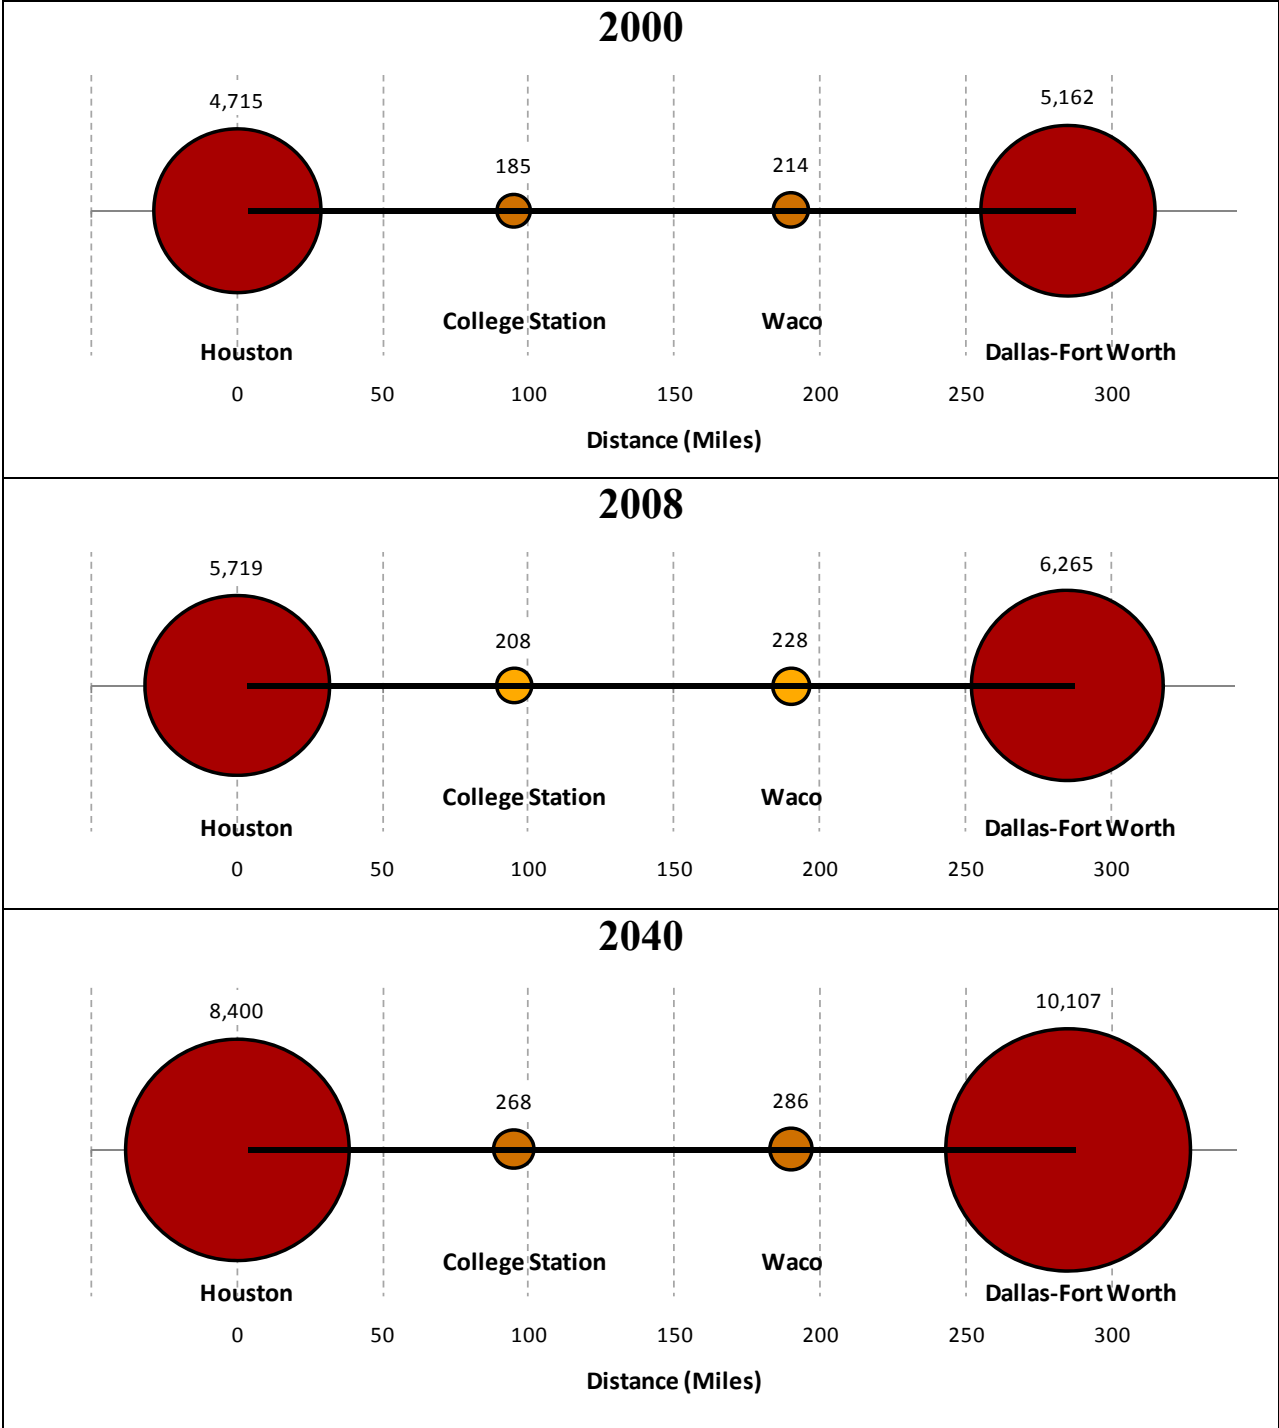 2000
4,715
5,162
185
214
College Station
Waco
Houston
Dallas-Fort Worth
0 50 100 150 200 250 300
Distance (Miles)
2008
5,719
6,265
208
228
College Station
Waco
Houston
Dallas-Fort Worth
0 50 100 150 200 250 300
2040
8,400
10,107
268
286
College Station
Waco
Houston
Dallas-Fort Worth
0 50 100 150 200 250 300
Distance (Miles)